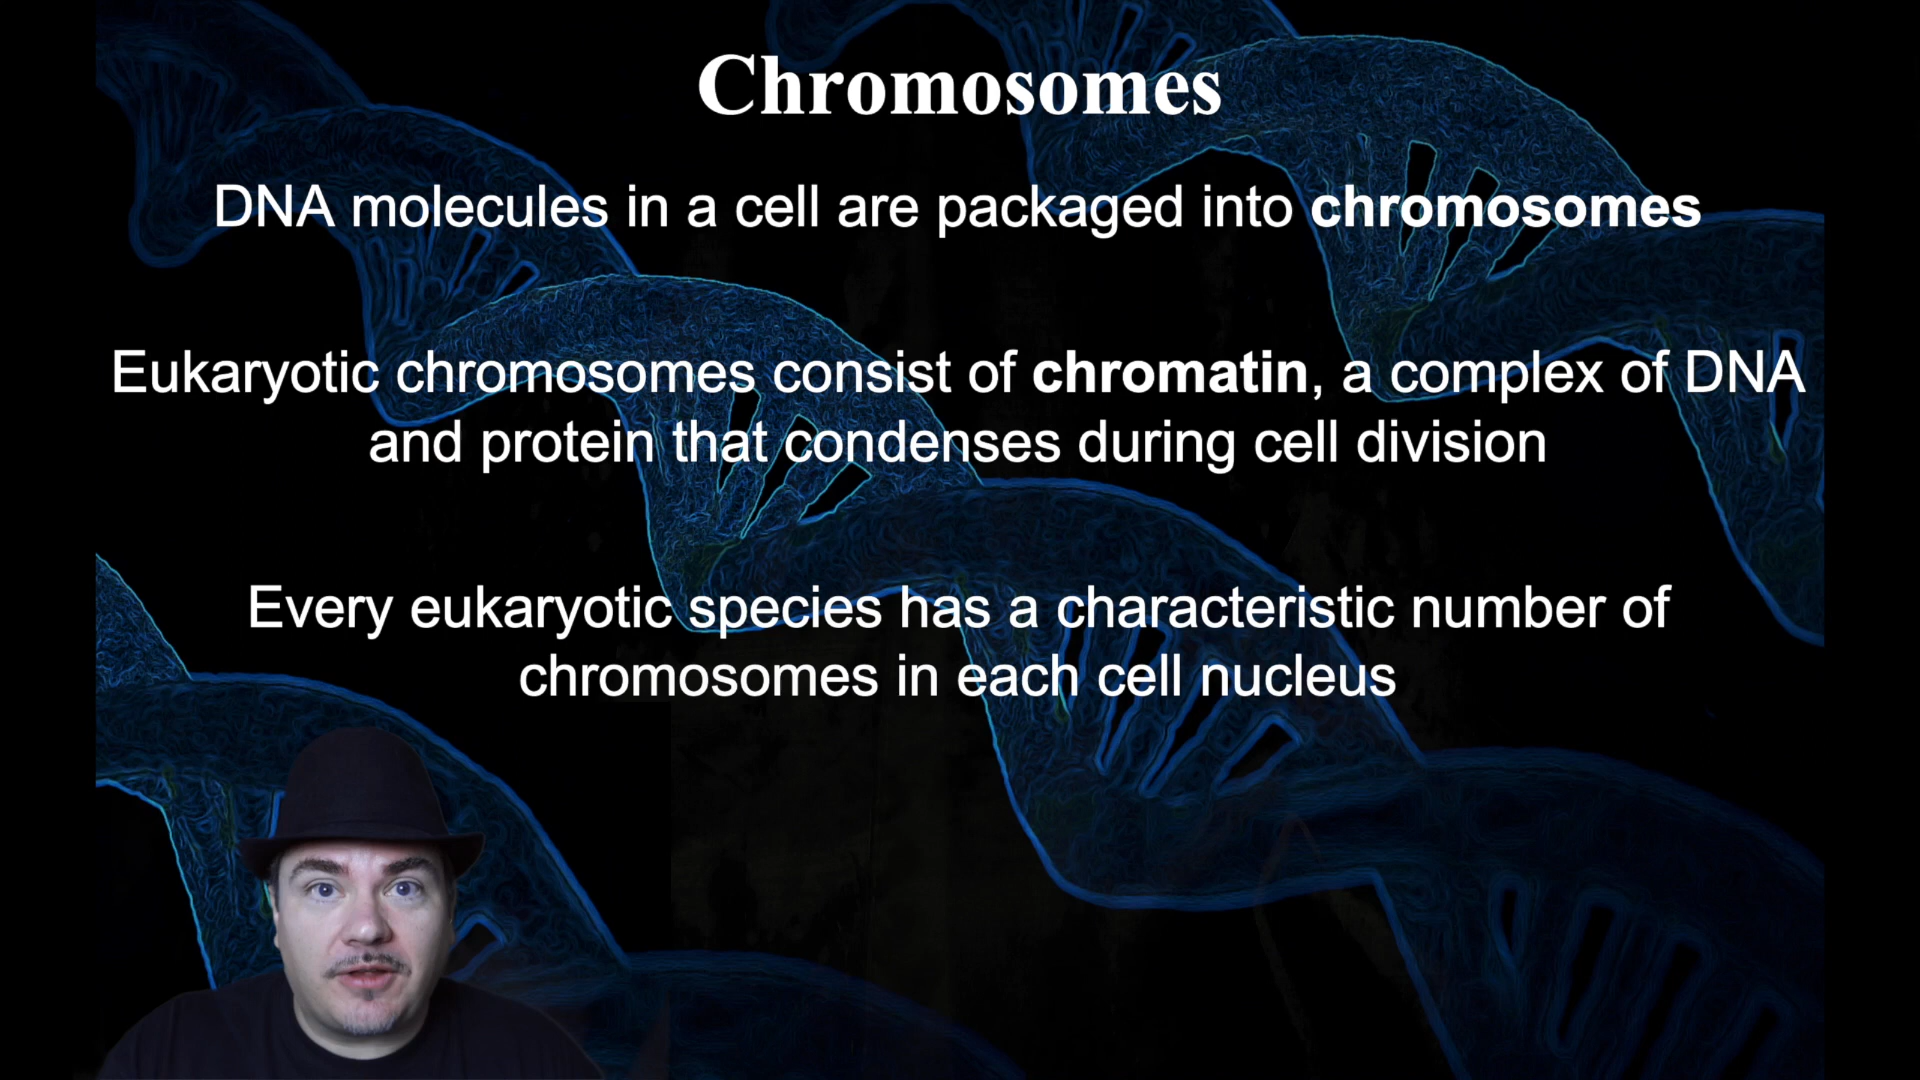 Chromosomes
DNA molecules in a cell are packaged into chromosomes
Eukaryotic chromosomes consist of chromatin, a complex of DNA
and protein that condenses during cell division
Every eukaryotic species has a characteristic number of
chromosomes in each cell nucleus